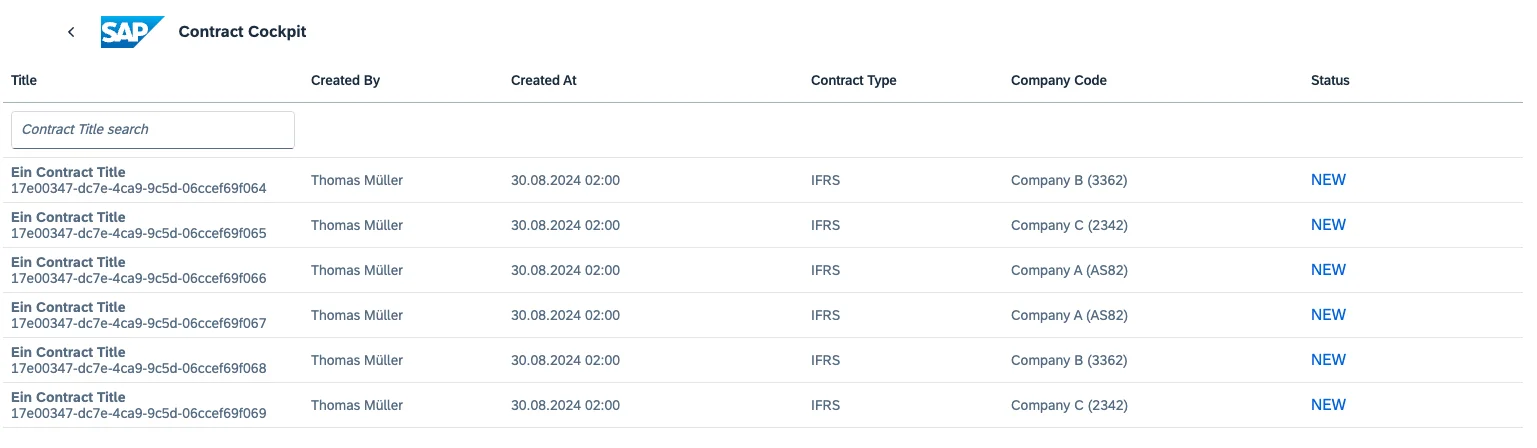 SAP Contract Cockpit
Title Created By Created At Contract Type Company Code Status
Contract Title search
Ein Contract Title
17e00347-dc7e-4ca9-9c5d-06ccef69f064 Thomas Müller 30.08.2024 02:00 IFRS Company B (3362) NEW
Ein Contract Title
17e00347-dc7e-4ca9-9c5d-06ccef69f065 Thomas Müller 30.08.2024 02:00 IFRS Company C (2342) NEW
Ein Contract Title
17e00347-dc7e-4ca9-9c5d-06ccef69f066 Thomas Müller 30.08.2024 02:00 IFRS Company A (AS82) NEW
Ein Contract Title
17e00347-dc7e-4ca9-9c5d-06ccef69f067 Thomas Müller 30.08.2024 02:00 IFRS Company A (AS82) NEW
Ein Contract Title
17e00347-dc7e-4ca9-9c5d-06ccef69f068 Thomas Müller 30.08.2024 02:00 IFRS Company B (3362) NEW
Ein Contract Title
17e00347-dc7e-4ca9-9c5d-06ccef69f069 Thomas Müller 30.08.2024 02:00 IFRS Company C (2342) NEW